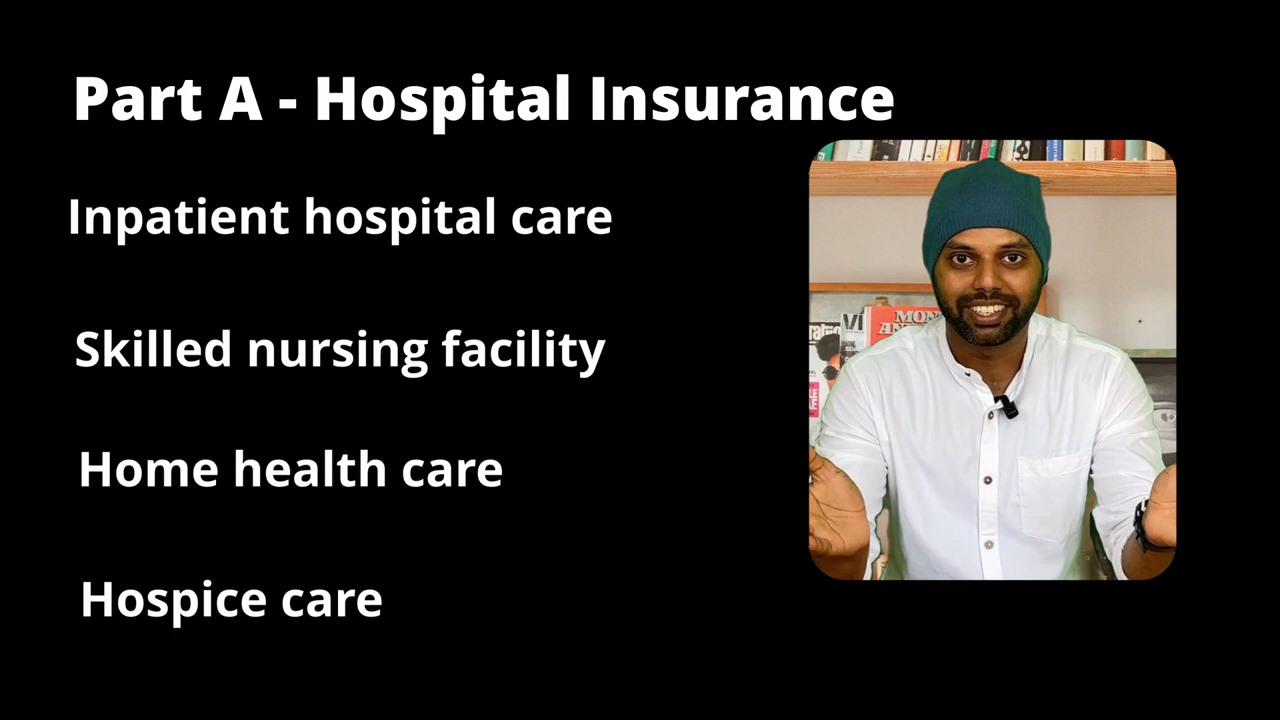 Part A - Hospital Insurance
Inpatient hospital care
Skilled nursing facility
Home health care
Hospice care